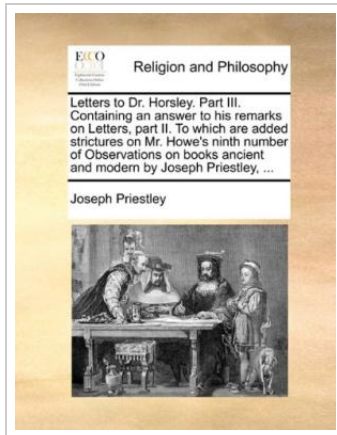 ECCO
Religion and Philosophy
Letters to Dr. Horsley. Part III.
Containing an answer to his remarks
on Letters, part II. To which are added
strictures on Mr. Howe's ninth number
of Observations on books ancient
and modern by Joseph Priestley, ...
Joseph Priestley